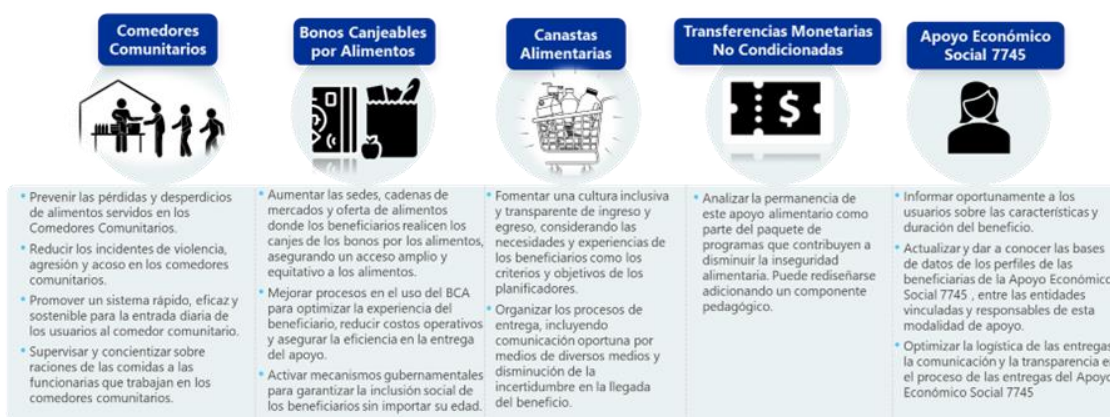 Comedores
Comunitarios
Bonos Canjeables
por Alimentos
Canastas
Alimentarias
Transferencias Monetarias
No Condicionadas
Apoyo Económico
Social 7745
$
• Prevenir las pérdidas y desperdicios
de alimentos servidos en los
Comedores Comunitarios.
• Reducir los incidentes de violencia,
agresión y acoso en los comedores
comunitarios.
• Promover un sistema rápido, eficaz y
sostenible para la entrada diaria de
los usuarios al comedor comunitario.
• Supervisar y concientizar sobre
raciones de las comidas a las
funcionarias que trabajan en los
comedores comunitarios.
• Aumentar las sedes, cadenas de
mercados y oferta de alimentos
donde los beneficiarios realicen los
canjes de los bonos por los alimentos,
asegurando un acceso amplio y
equitativo a los alimentos.
• Mejorar procesos en el uso del BCA
para optimizar la experiencia del
beneficiario, reducir costos operativos
y asegurar la eficiencia en la entrega
del apoyo.
• Activar mecanismos gubernamentales
para garantizar la inclusión social de
los beneficiarios sin importar su edad.
• Fomentar una cultura inclusiva
y transparente de ingreso y
egreso, considerando las
necesidades y experiencias de
los beneficiarios como los
criterios y objetivos de los
planificadores.
• Organizar los procesos de
entrega, incluyendo
comunicación oportuna por
medios de diversos medios y
disminución de la
incertidumbre en la llegada
del beneficio.
• Analizar la permanencia de
este apoyo alimentario como
parte del paquete de
programas que contribuyen a
disminuir la inseguridad
alimentaria. Puede rediseñarse
adicionando un componente
pedagógico.
• Informar oportunamente a los
usuarios sobre las características y
duración del beneficio.
• Actualizar y dar a conocer las bases
de datos de los perfiles de las
beneficiarias de la Apoyo Económico
Social 7745 , entre las entidades
vinculadas y responsables de esta
modalidad de apoyo.
• Optimizar la logística de las entregas
la comunicación y la transparencia en
el proceso de las entregas del Apoyo
Económico Social 7745